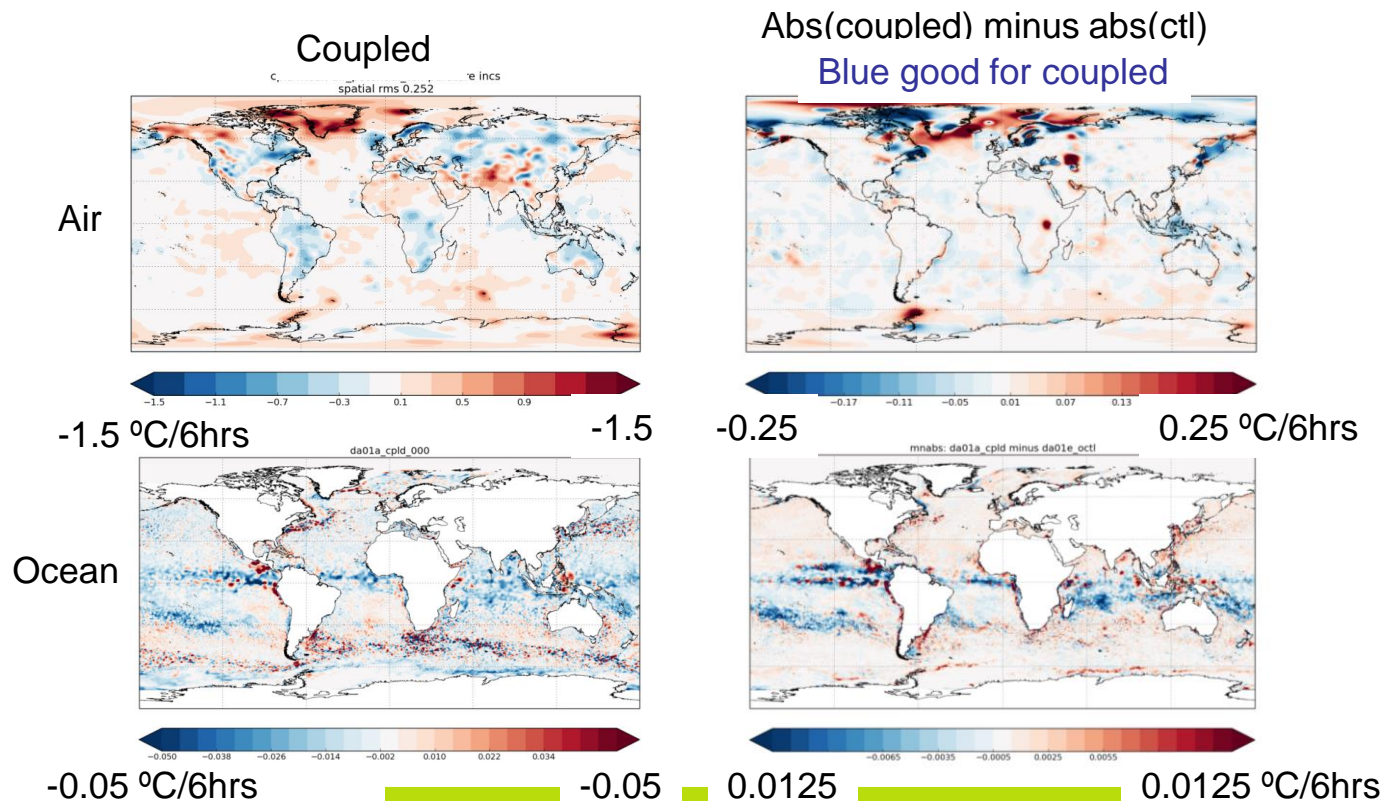 Coupled
Abs(coupled) minus abs(ctl)
Blue good for coupled
re incs
spatial rms 0.252
Air
−1.5 −1.1 −0.7 −0.3 0.1 0.5 0.9
−0.17 −0.11 −0.05 0.01 0.07 0.13
-1.5 ºC/6hrs
-1.5
-0.25
0.25 ºC/6hrs
da01a_cpld_000
mnabs: da01a_cpld minus da01e_octl
Ocean
−0.050 −0.038 −0.026 −0.014 −0.002 0.010 0.022 0.034
−0.0065 −0.0035 −0.0005 0.0025 0.0055
-0.05 ºC/6hrs
-0.05
0.0125
0.0125 ºC/6hrs